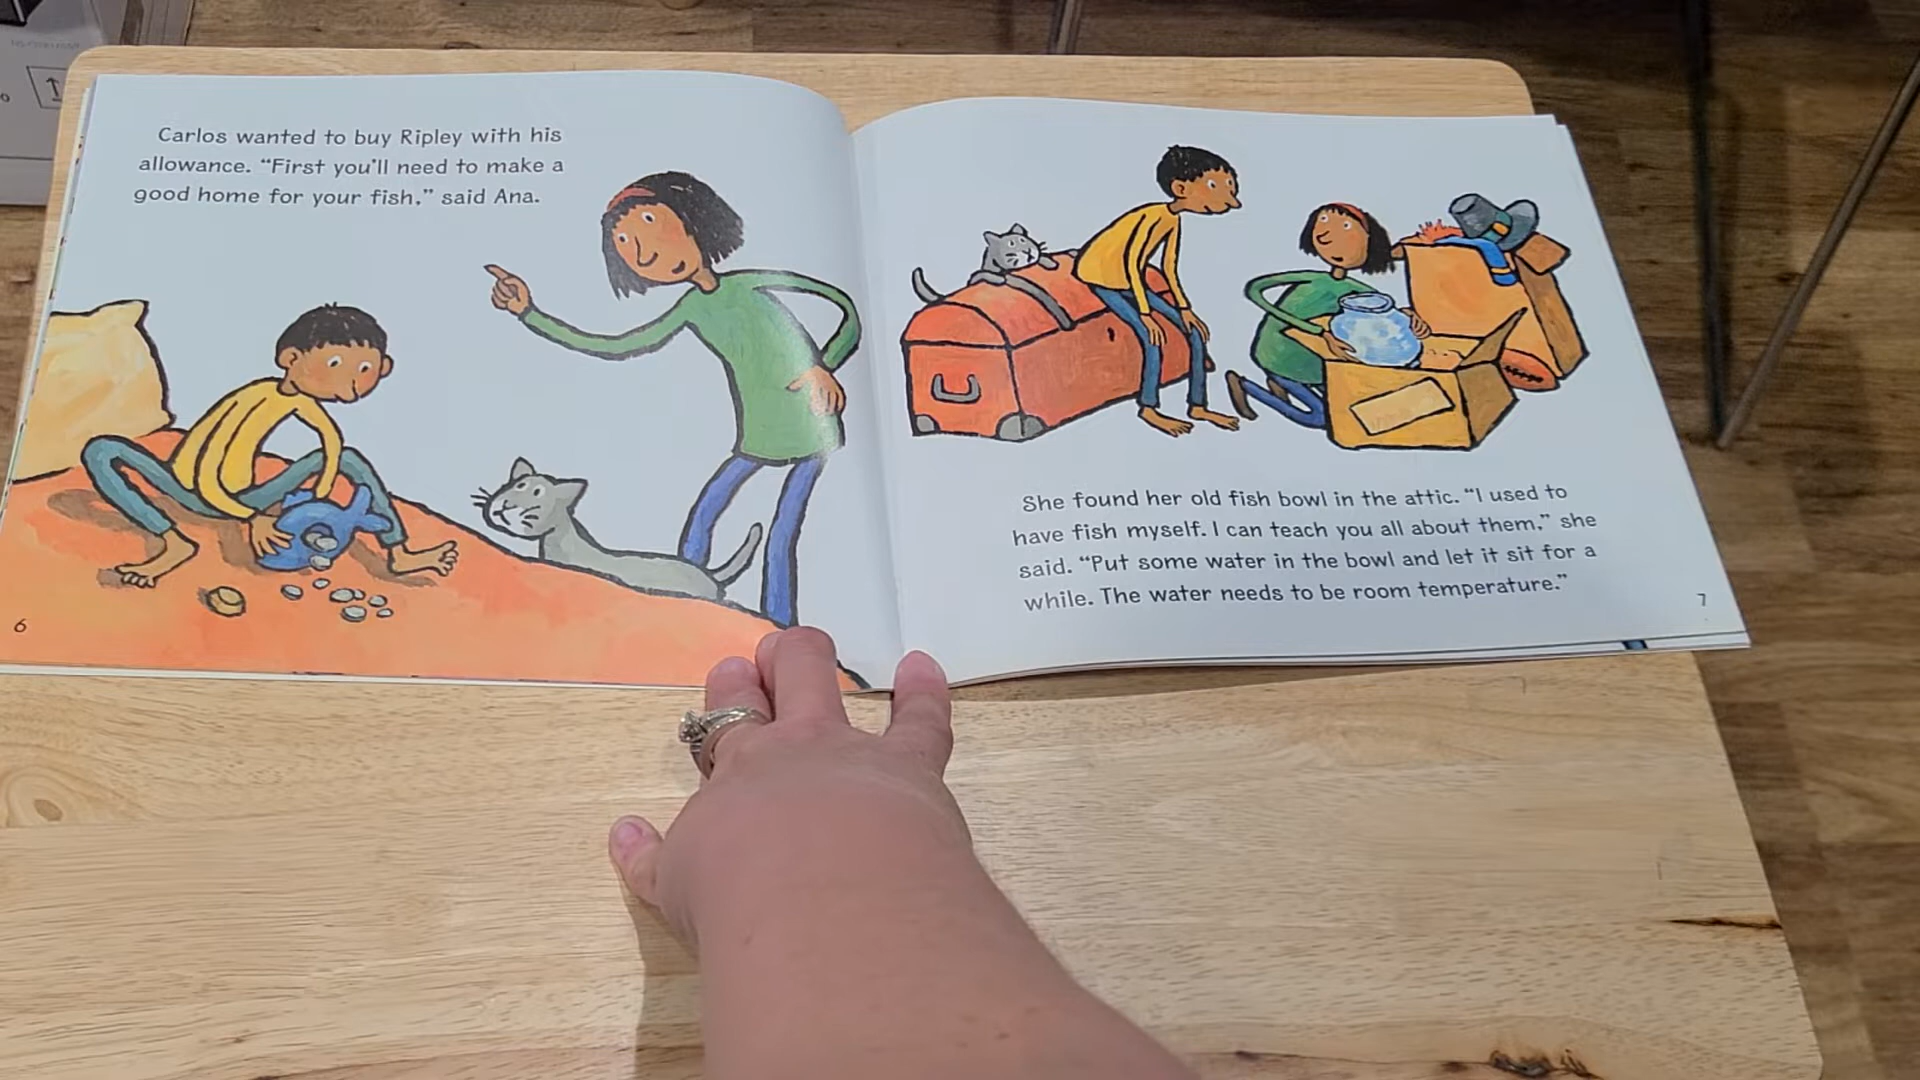 Carlos wanted to buy Ripley with his
allowance. “First you’ll need to make a
good home for your fish,” said Ana.
6
She found her old fish bowl in the attic. “I used to
have fish myself. I can teach you all about them,” she
said. “Put some water in the bowl and let it sit for a
while. The water needs to be room temperature.”
7